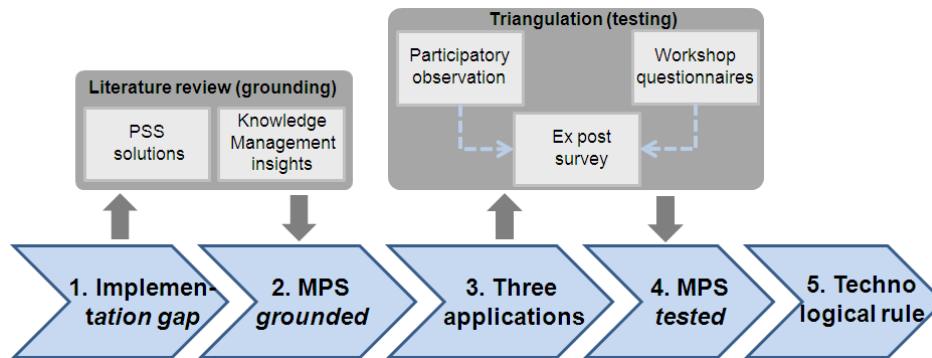 Triangulation (testing)
Participatory
observation
Workshop
questionnaires
Ex post
survey
Literature review (grounding)
PSS
solutions
Knowledge
Management
insights
1. Implemen-
tation gap
2. MPS
grounded
3. Three
applications
4. MPS
tested
5. Techno
logical rule